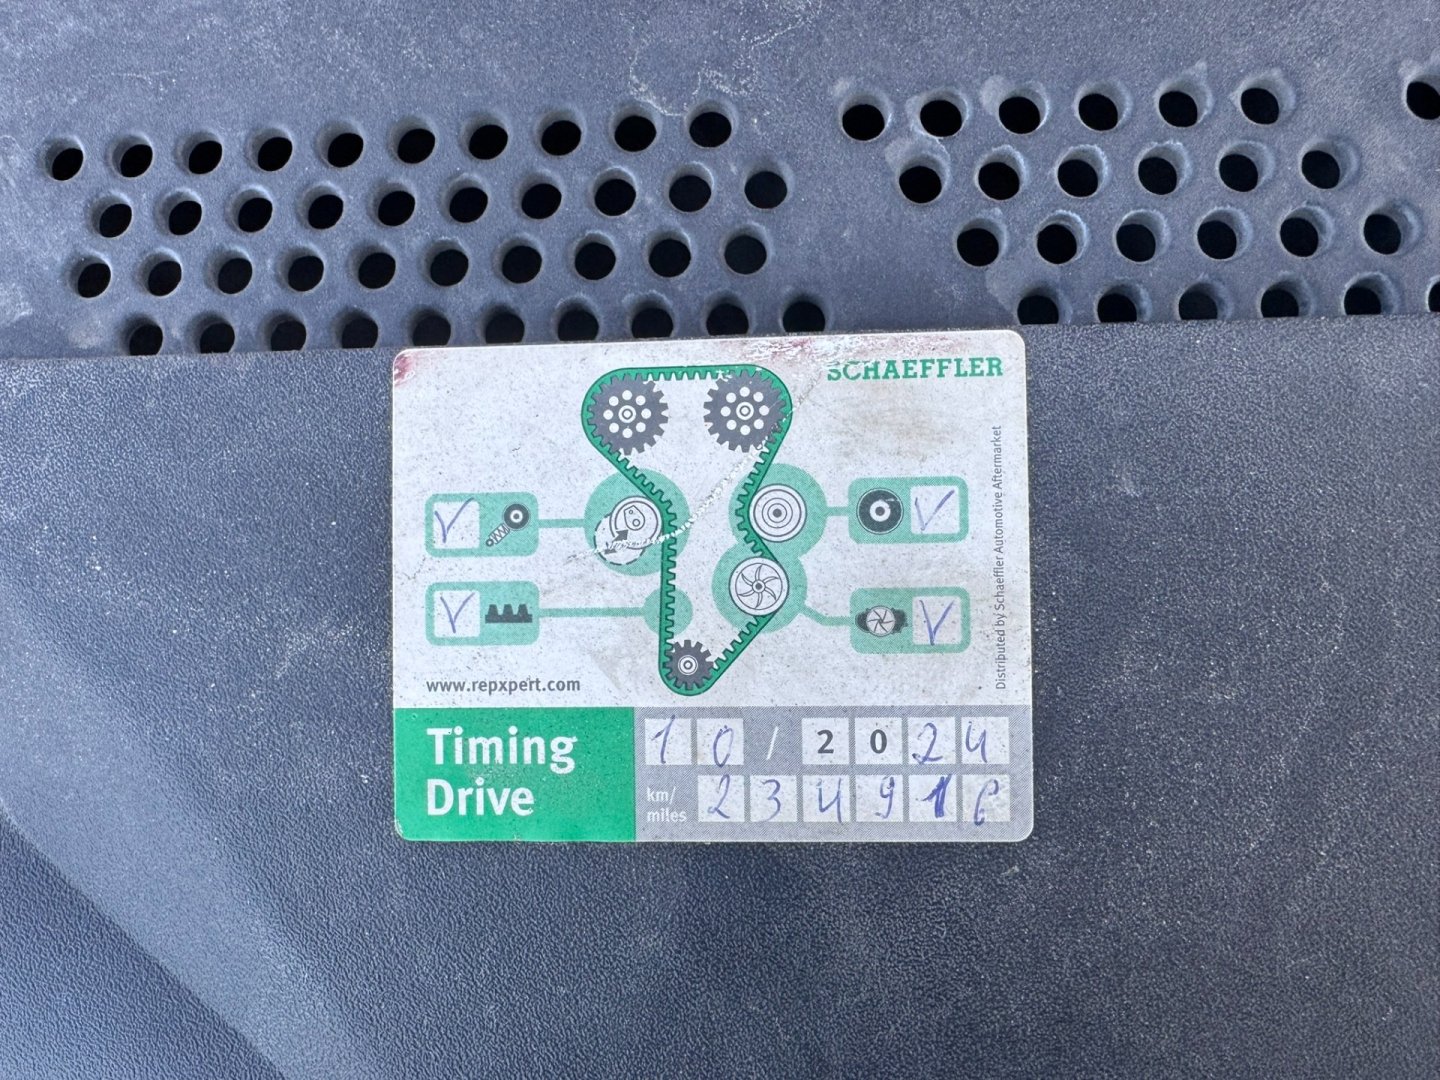 SCHAEFFLER
Distributed by Schaeffler Automotive Aftermarket
www.repxpert.com
Timing
Drive
10/2024
km/
miles
234916